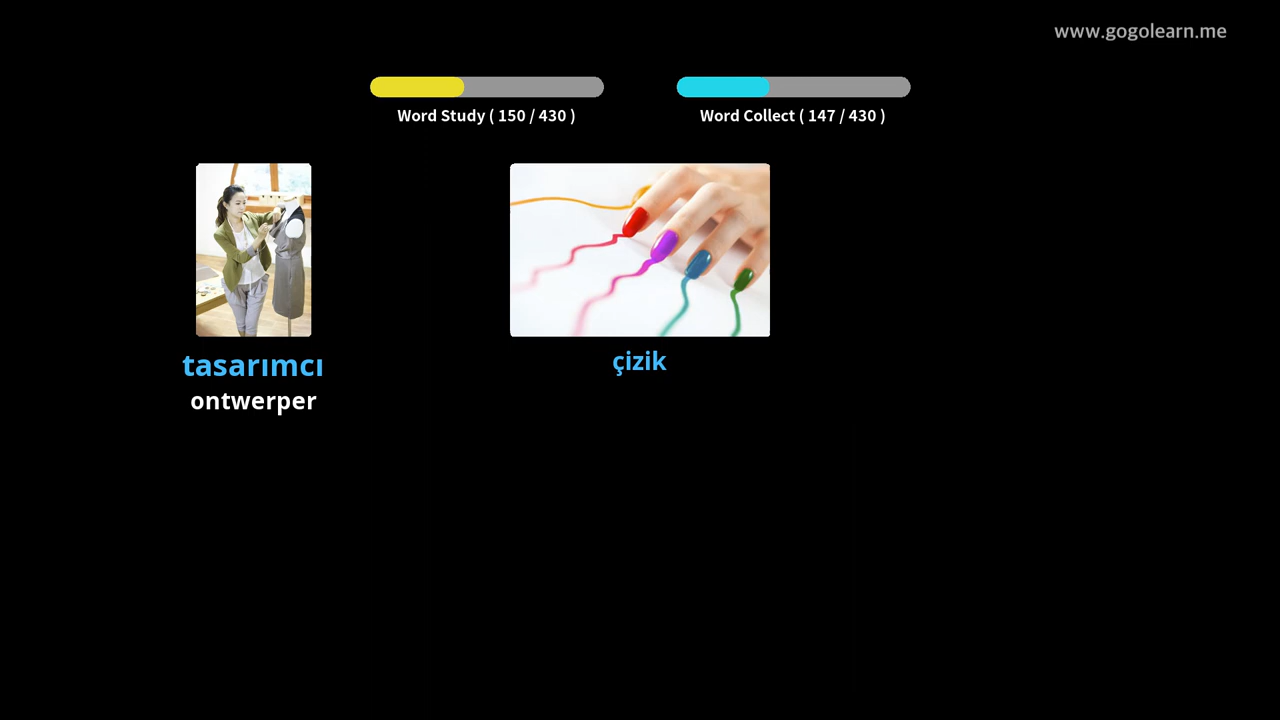 www.gogolearn.me
Word Study ( 150 / 430 )
Word Collect ( 147 / 430 )
tasarımcı
ontwerper
çizik